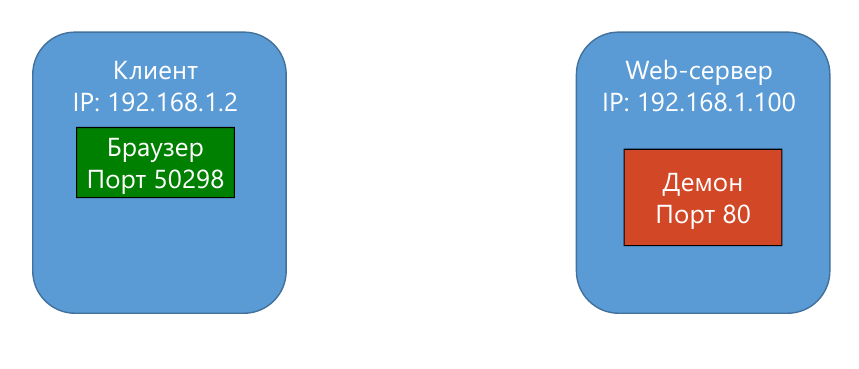 Клиент
IP: 192.168.1.2
Браузер
Порт 50298
Web-сервер
IP: 192.168.1.100
Демон
Порт 80